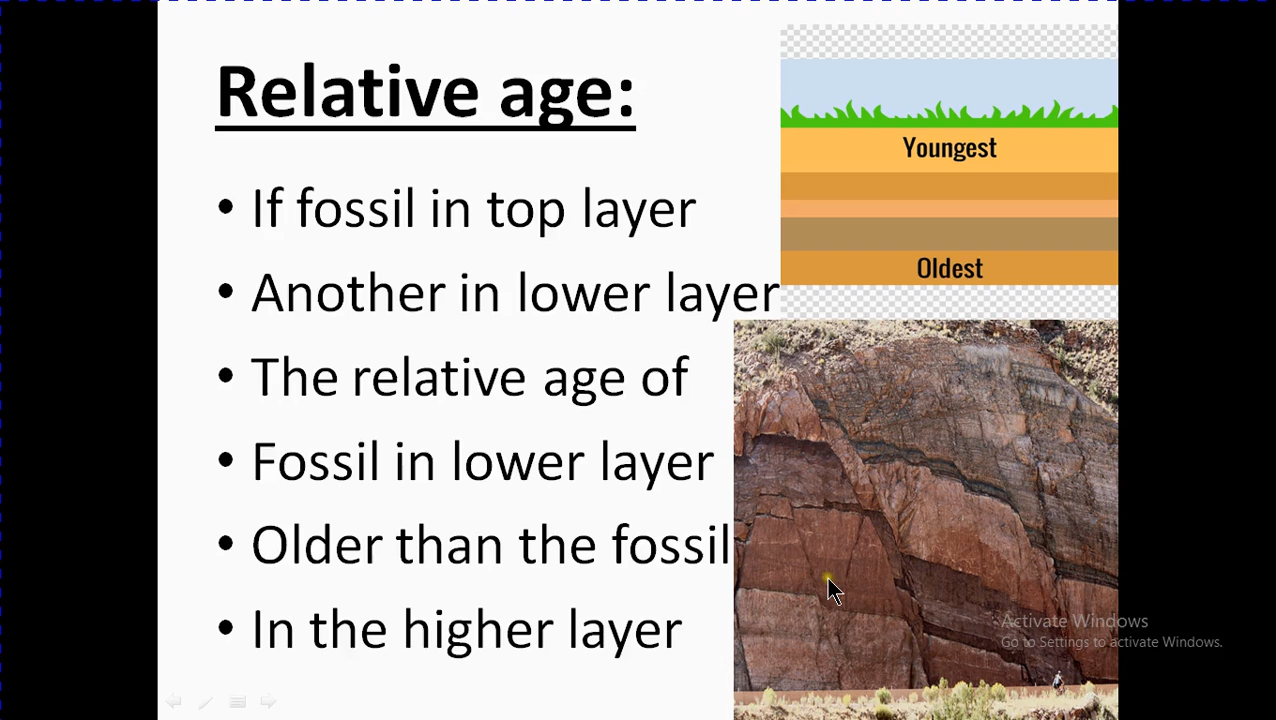 Relative age:
• If fossil in top layer
• Another in lower layer
• The relative age of
• Fossil in lower layer
• Older than the fossil
• In the higher layer
Youngest
Oldest
Activate Windows
Go to Settings to activate Windows.